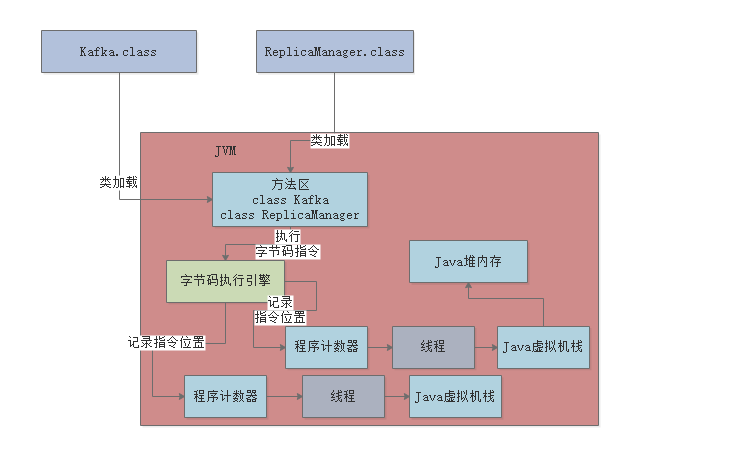 Kafka.class
ReplicaManager.class
JVM
类加载
类加载
方法区
class Kafka
class ReplicaManager
执行
字节码指令
Java堆内存
字节码执行引擎
记录
指令位置
记录指令位置
程序计数器
线程
Java虚拟机栈
程序计数器
线程
Java虚拟机栈